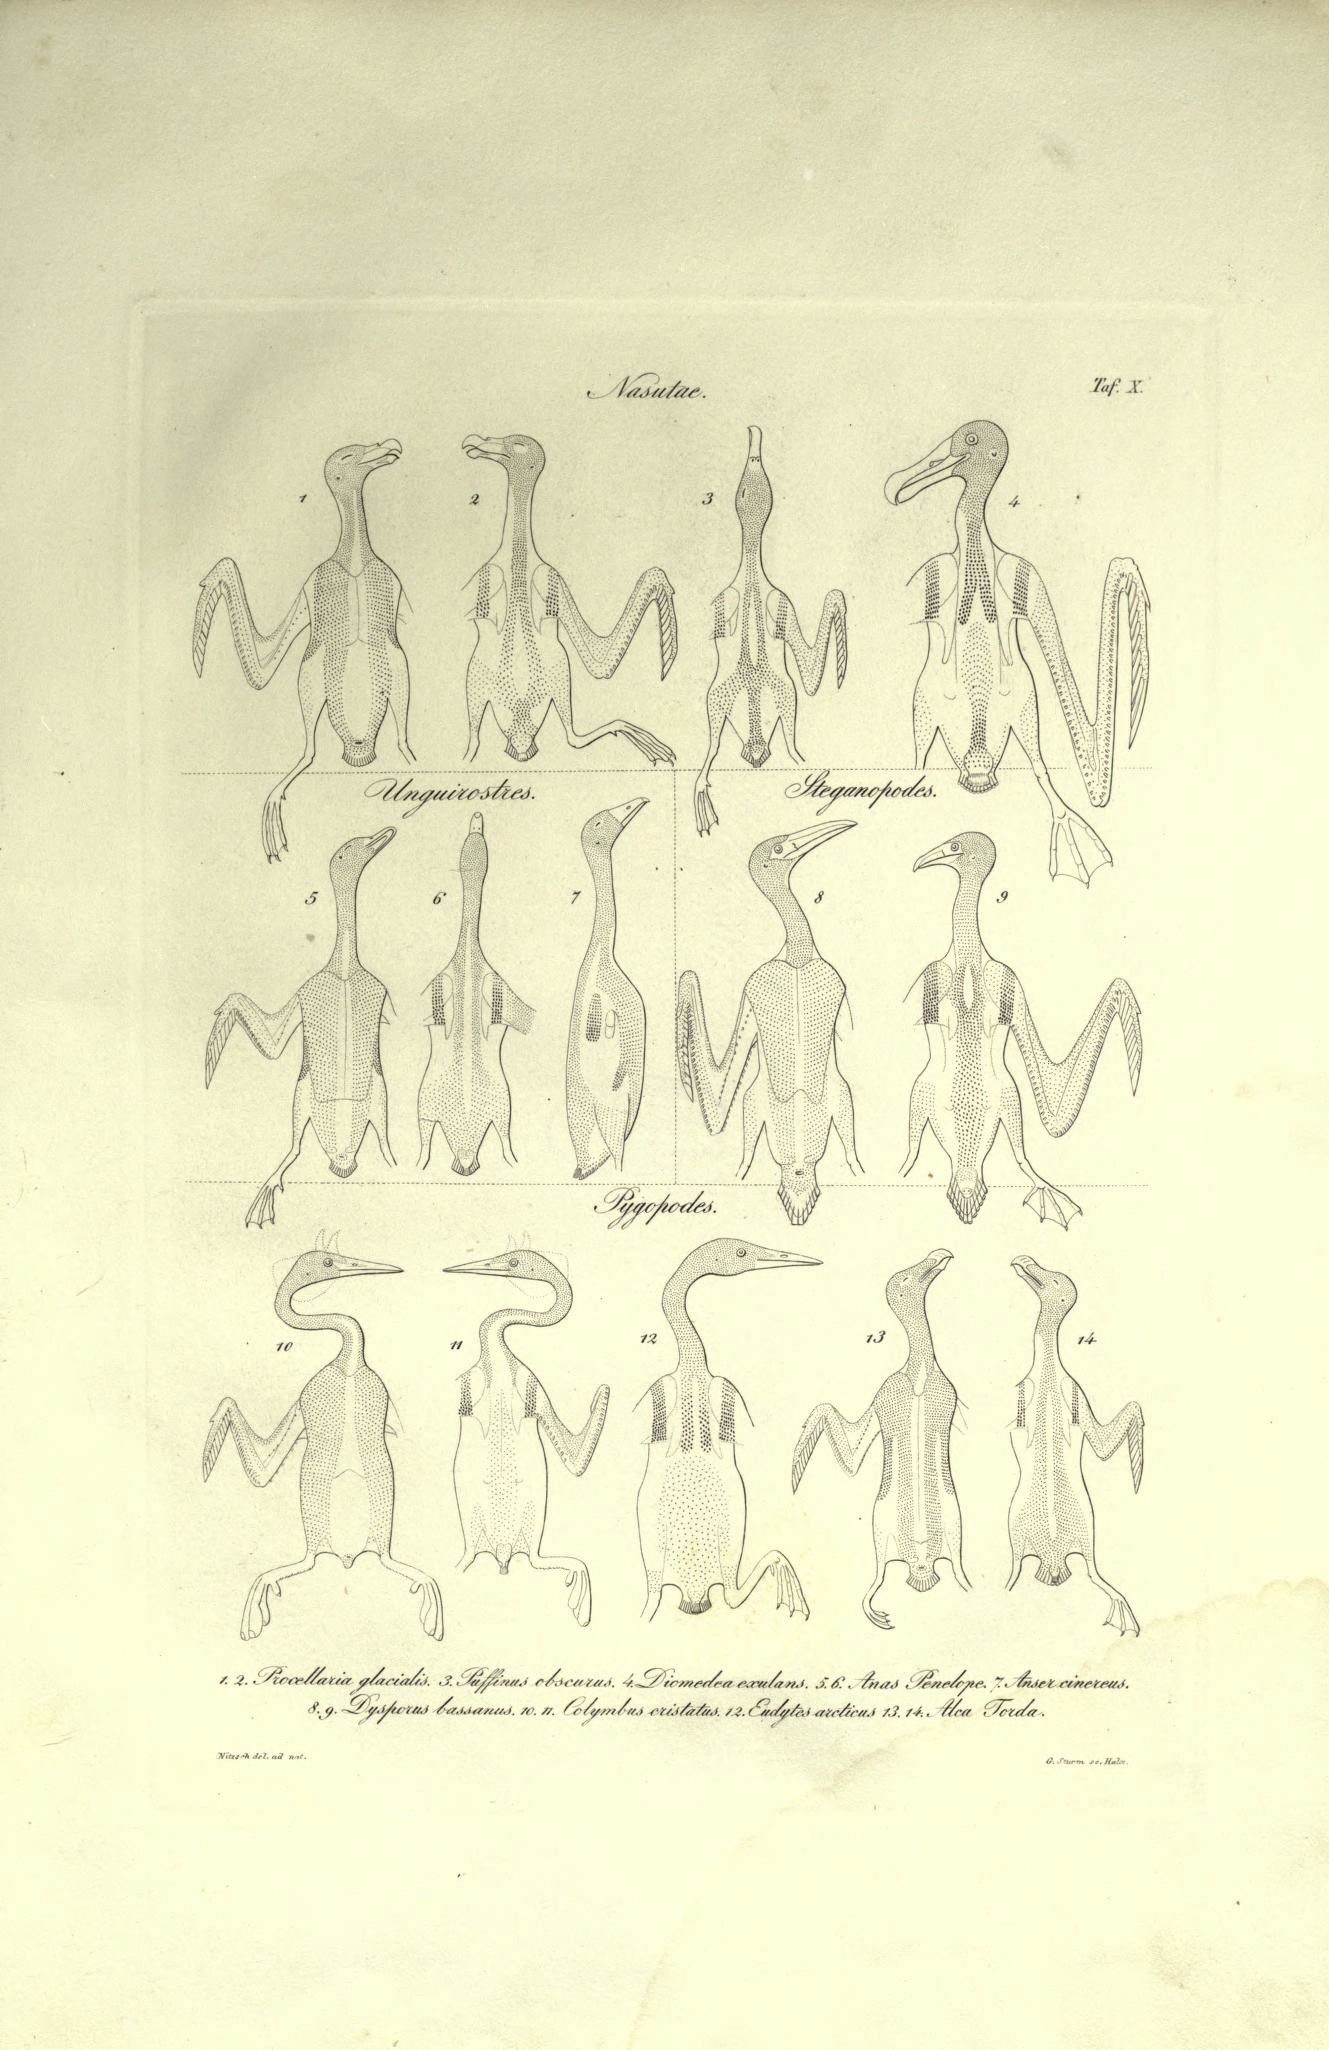 Nasutae.
Taf. X.
1
2
3
4
Unguirostres.
Steganopodes.
5
6
7
8
9
Pygopodes.
10
11
12
13
14
1. 2. Procellaria glacialis. 3. Puffinus obscurus. 4. Diomedea exulans. 5. 6. Anas Penelope. 7. Anser cinereus.
8. 9. Dysporus bassanus. 10. 11. Colymbus cristatus. 12. Eudytes arcticus 13. 14. Alca Torda.
Nitzsch del. ad nat.
G. Sturm sc. Halae.